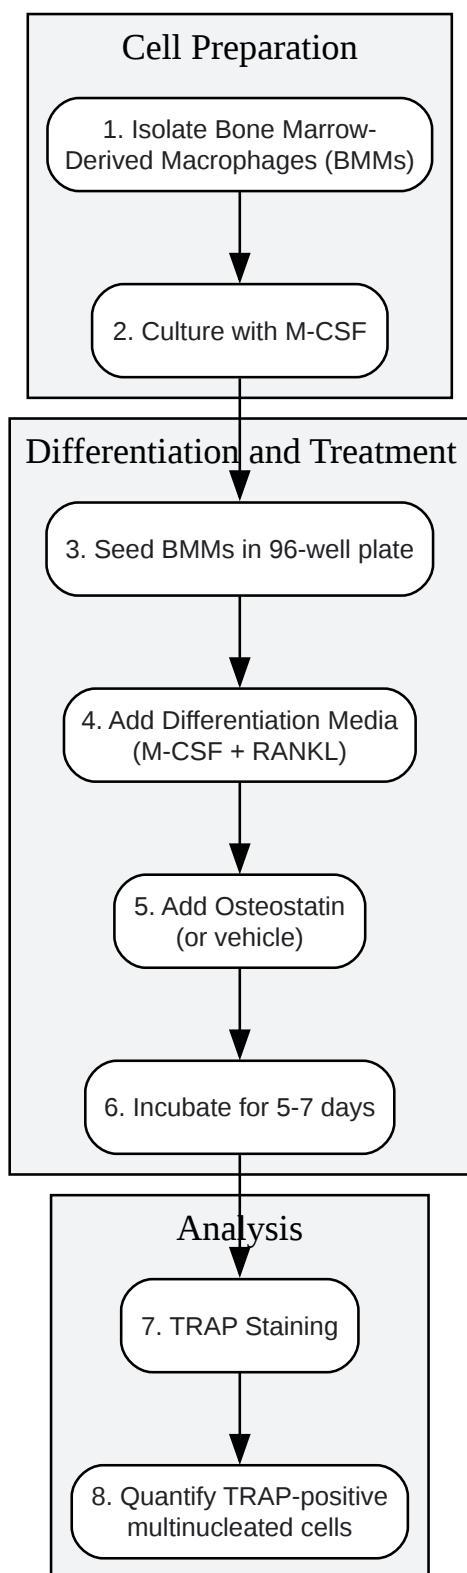 Cell Preparation
1. Isolate Bone Marrow-
Derived Macrophages (BMMs)
2. Culture with M-CSF
Differentiation and Treatment
3. Seed BMMs in 96-well plate
4. Add Differentiation Media
(M-CSF + RANKL)
5. Add Osteostatin
(or vehicle)
6. Incubate for 5-7 days
Analysis
7. TRAP Staining
8. Quantify TRAP-positive
multinucleated cells